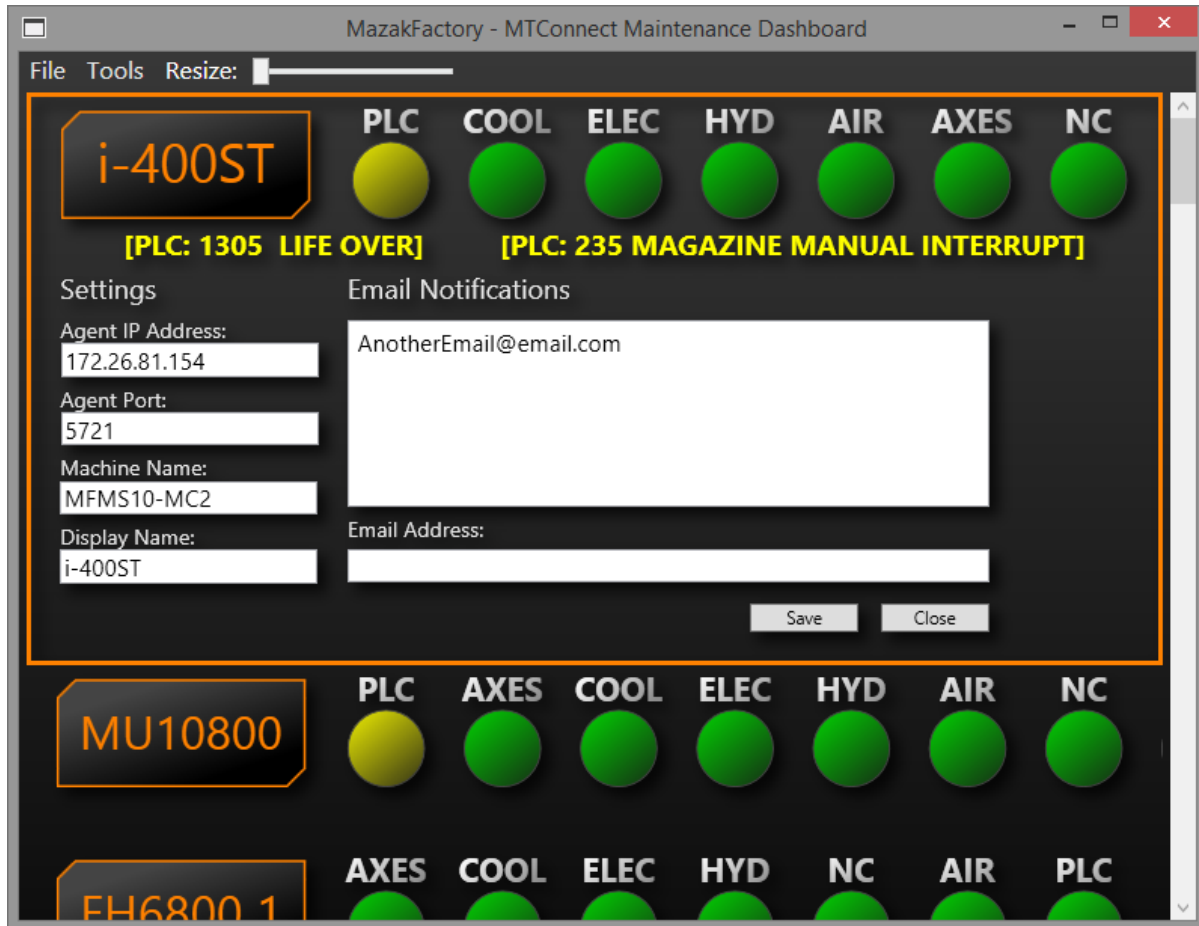 MazakFactory - MTConnect Maintenance Dashboard
File Tools Resize:
i-400ST
PLC COOL ELEC HYD AIR AXES NC
[PLC: 1305 LIFE OVER] [PLC: 235 MAGAZINE MANUAL INTERRUPT]
Settings
Agent IP Address:
172.26.81.154
Agent Port:
5721
Machine Name:
MFMS10-MC2
Display Name:
i-400ST
Email Notifications
AnotherEmail@email.com
Email Address:
Save Close
MU10800
PLC AXES COOL ELEC HYD AIR NC
AXES COOL ELEC HYD NC AIR PLC